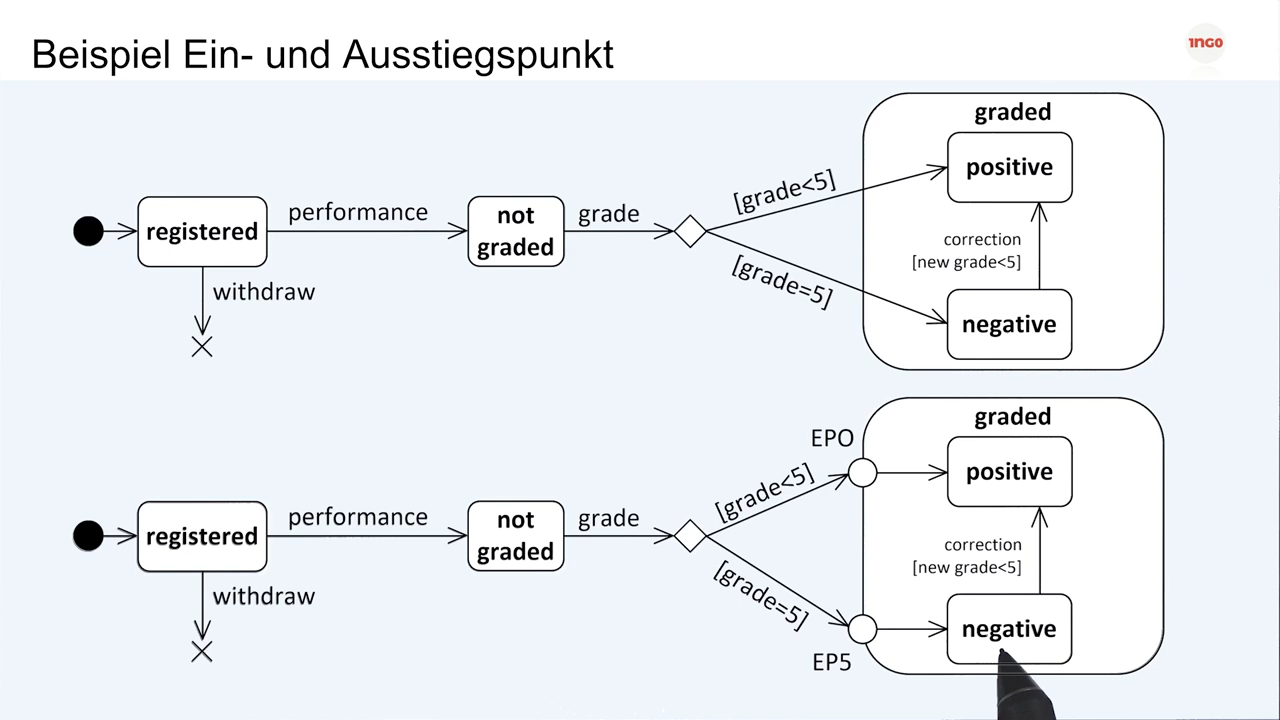 Beispiel Ein- und Ausstiegspunkt
1NGO
graded
positive
[grade<5]
performance
not
graded
grade
registered
correction
[new grade<5]
[grade=5]
withdraw
negative
graded
EPO
positive
[grade<5]
performance
not
graded
grade
registered
correction
[new grade<5]
[grade=5]
withdraw
negative
EP5